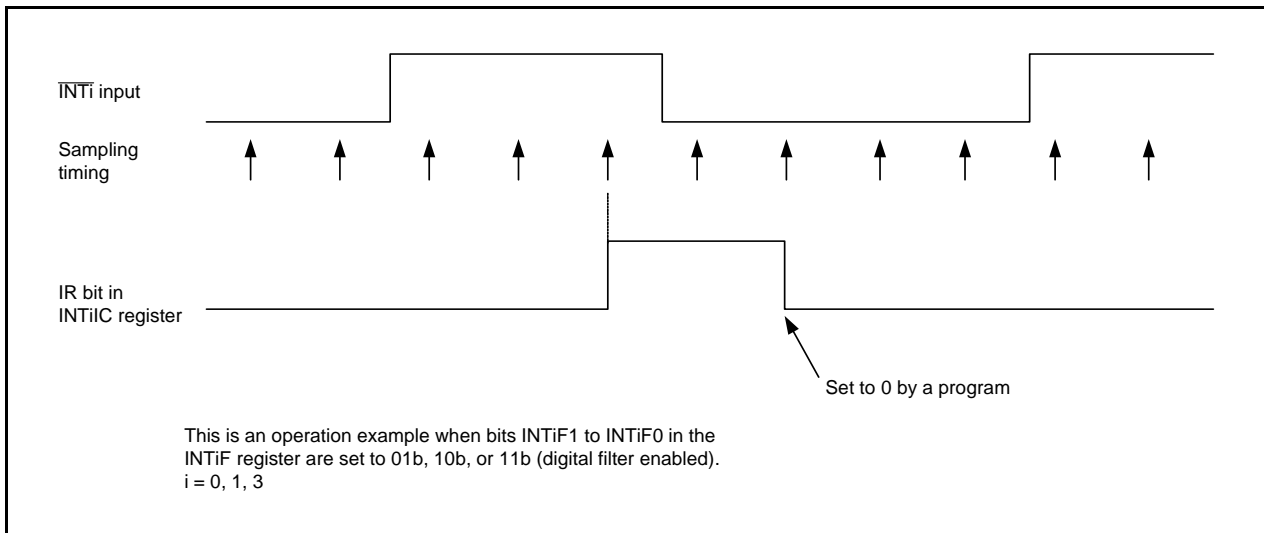 INTi input
Sampling
timing
IR bit in
INTiIC register
Set to 0 by a program
This is an operation example when bits INTiF1 to INTiF0 in the
INTiF register are set to 01b, 10b, or 11b (digital filter enabled).
i = 0, 1, 3